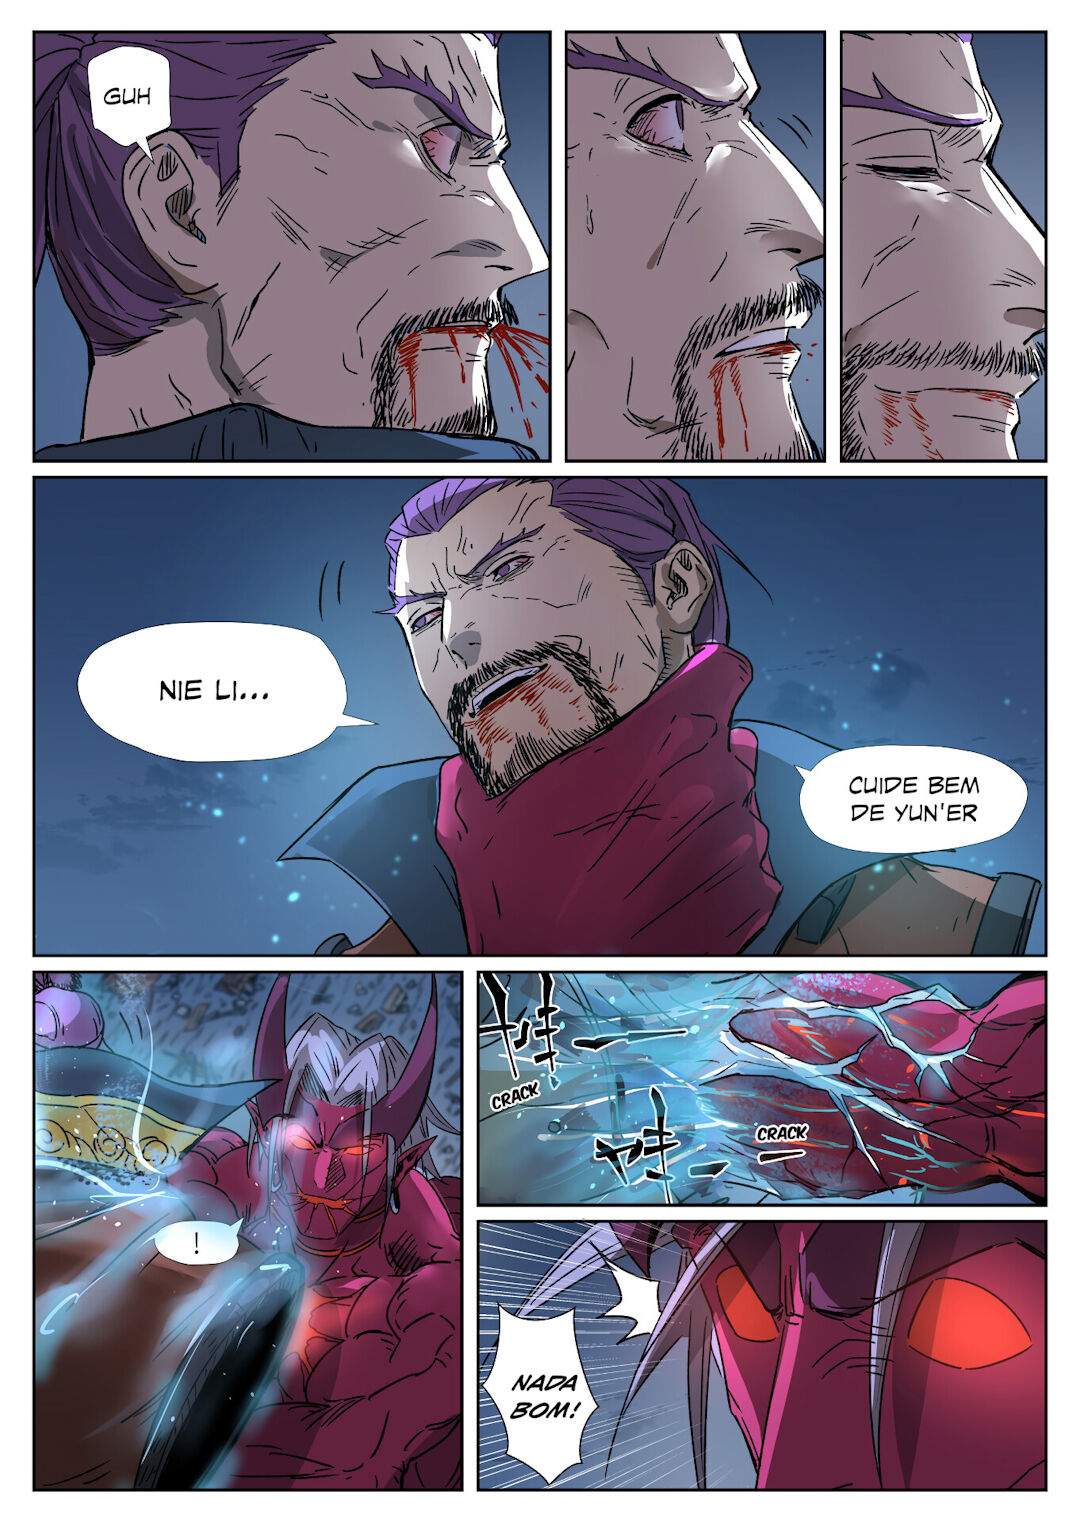 GUH
NIE LI...
CUIDE BEM
DE YUN'ER
!
CRACK
CRACK
NADA
BOM!